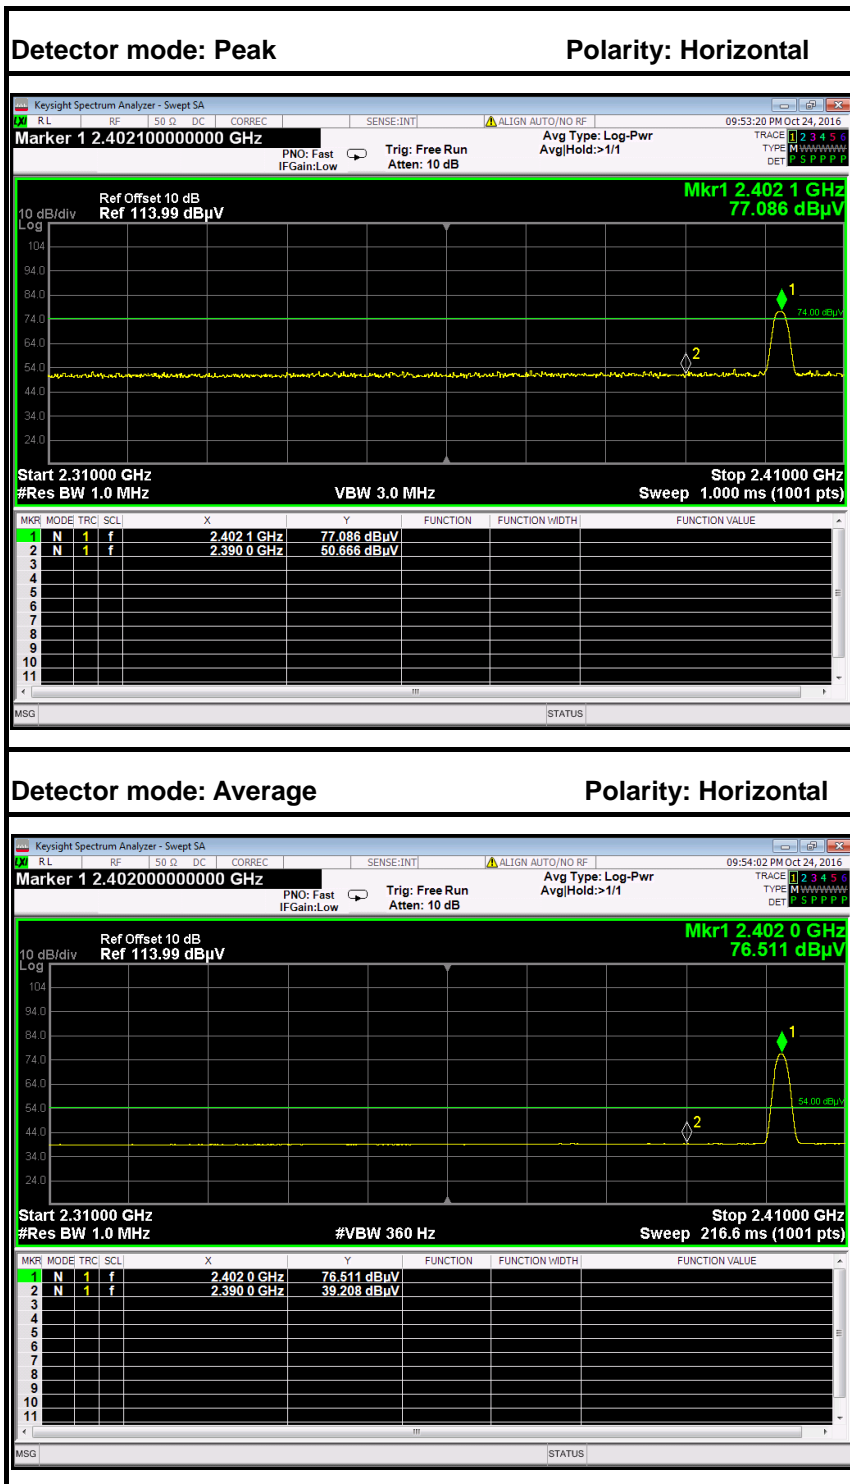 Detector mode: Peak Polarity: Horizontal
Keysight Spectrum Analyzer - Swept SA
LXI RL RF 50 Ω DC CORREC SENSE:INT ALIGN AUTO/NO RF 09:53:20 PM Oct 24, 2016
Marker 1 2.402100000000 GHz Avg Type: Log-Pwr TRACE 1 2 3 4 5 6
PNO: Fast Trig: Free Run Avg|Hold:>1/1 TYPE M WWWWW
IFGain:Low Atten: 10 dB DET P S P P P P
Mkr1 2.402 1 GHz
Ref Offset 10 dB
10 dB/div Ref 113.99 dBµV 77.086 dBµV
Log
104
94.0
84.0
1
74.0 74.00 dBµV
64.0
2
54.0
44.0
34.0
24.0
Start 2.31000 GHz Stop 2.41000 GHz
#Res BW 1.0 MHz VBW 3.0 MHz Sweep 1.000 ms (1001 pts)
MKR MODE TRC SCL X Y FUNCTION FUNCTION WIDTH FUNCTION VALUE
1 N 1 f 2.402 1 GHz 77.086 dBµV
2 N 1 f 2.390 0 GHz 50.666 dBµV
3
4
5
6
7
8
9
10
11
MSG STATUS
Detector mode: Average Polarity: Horizontal
Keysight Spectrum Analyzer - Swept SA
LXI RL RF 50 Ω DC CORREC SENSE:INT ALIGN AUTO/NO RF 09:54:02 PM Oct 24, 2016
Marker 1 2.402000000000 GHz Avg Type: Log-Pwr TRACE 1 2 3 4 5 6
PNO: Fast Trig: Free Run Avg|Hold:>1/1 TYPE M WWWWW
IFGain:Low Atten: 10 dB DET P S P P P P
Mkr1 2.402 0 GHz
Ref Offset 10 dB
10 dB/div Ref 113.99 dBµV 76.511 dBµV
Log
104
94.0
84.0
1
74.0
64.0
54.0 54.00 dBµV
2
44.0
34.0
24.0
Start 2.31000 GHz Stop 2.41000 GHz
#Res BW 1.0 MHz #VBW 360 Hz Sweep 216.6 ms (1001 pts)
MKR MODE TRC SCL X Y FUNCTION FUNCTION WIDTH FUNCTION VALUE
1 N 1 f 2.402 0 GHz 76.511 dBµV
2 N 1 f 2.390 0 GHz 39.208 dBµV
3
4
5
6
7
8
9
10
11
MSG STATUS